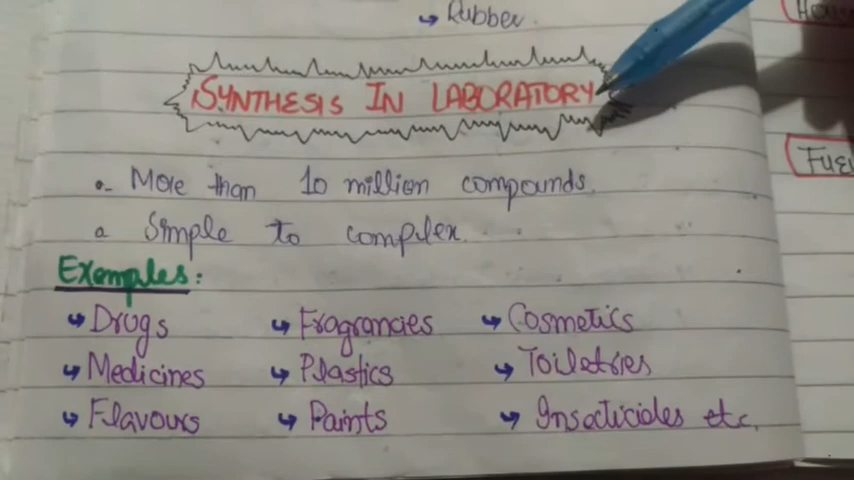 ↳ Rubber.
SYNTHESIS IN LABORATORY
More than 10 million compounds.
Simple to complex.
Exemples:
↳ Drugs ↳ Fragrancies ↳ Cosmetics
↳ Medicines ↳ Plastics ↳ Toiletries
↳ Flavours ↳ Paints ↳ Insecticides etc.